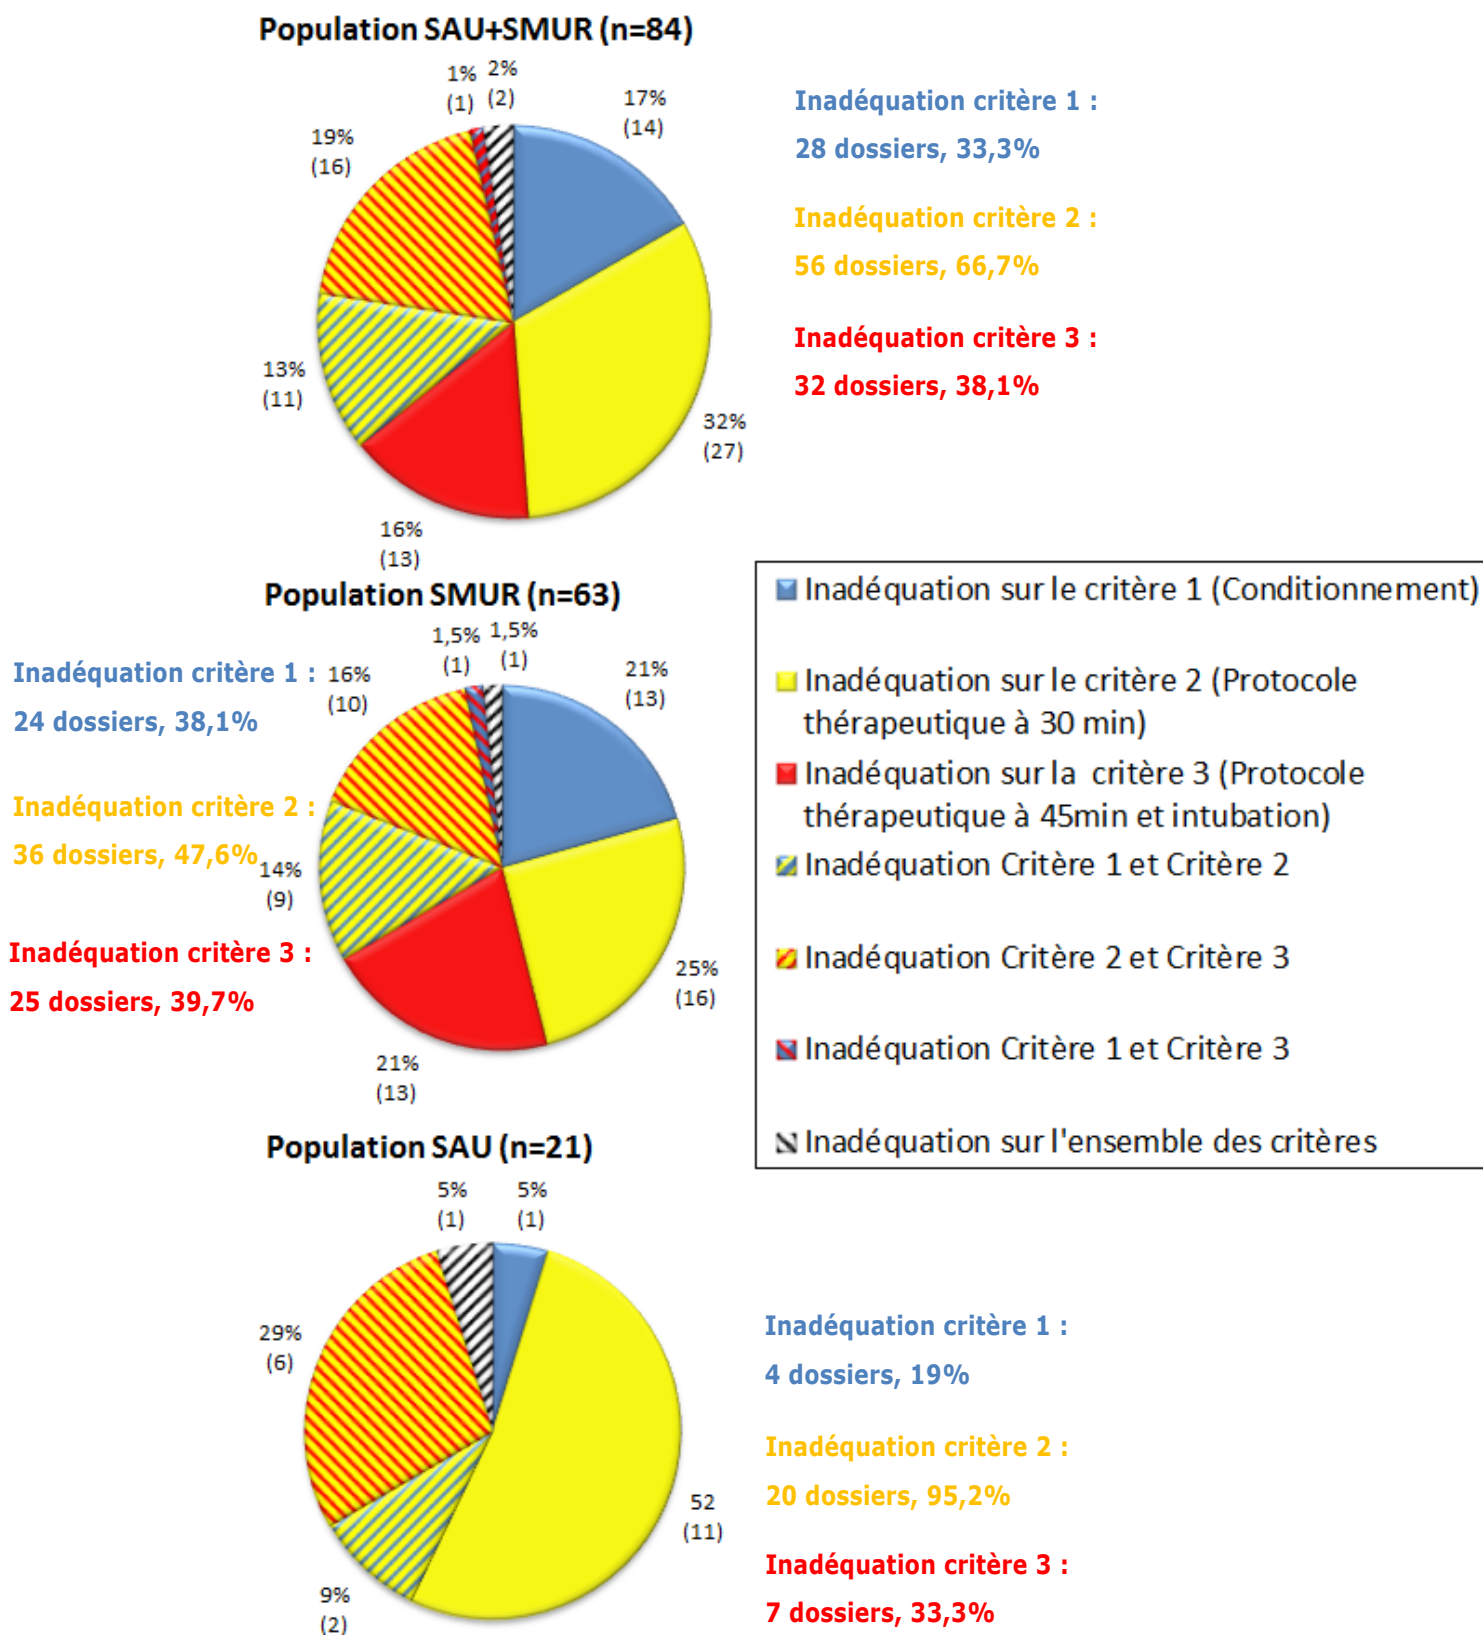 Population SAU+SMUR (n=84)
1%
(1)
2%
(2)
17%
(14)
19%
(16)
13%
(11)
32%
(27)
16%
(13)
Inadéquation critère 1 :
28 dossiers, 33,3%
Inadéquation critère 2 :
56 dossiers, 66,7%
Inadéquation critère 3 :
32 dossiers, 38,1%
Population SMUR (n=63)
1,5%
(1)
1,5%
(1)
16%
(10)
21%
(13)
14%
(9)
25%
(16)
21%
(13)
Inadéquation critère 1 :
24 dossiers, 38,1%
Inadéquation critère 2 :
36 dossiers, 47,6%
Inadéquation critère 3 :
25 dossiers, 39,7%
Inadéquation sur le critère 1 (Conditionnement)
Inadéquation sur le critère 2 (Protocole
thérapeutique à 30 min)
Inadéquation sur la critère 3 (Protocole
thérapeutique à 45min et intubation)
Inadéquation Critère 1 et Critère 2
Inadéquation Critère 2 et Critère 3
Inadéquation Critère 1 et Critère 3
Inadéquation sur l'ensemble des critères
Population SAU (n=21)
5%
(1)
5%
(1)
29%
(6)
52
(11)
9%
(2)
Inadéquation critère 1 :
4 dossiers, 19%
Inadéquation critère 2 :
20 dossiers, 95,2%
Inadéquation critère 3 :
7 dossiers, 33,3%